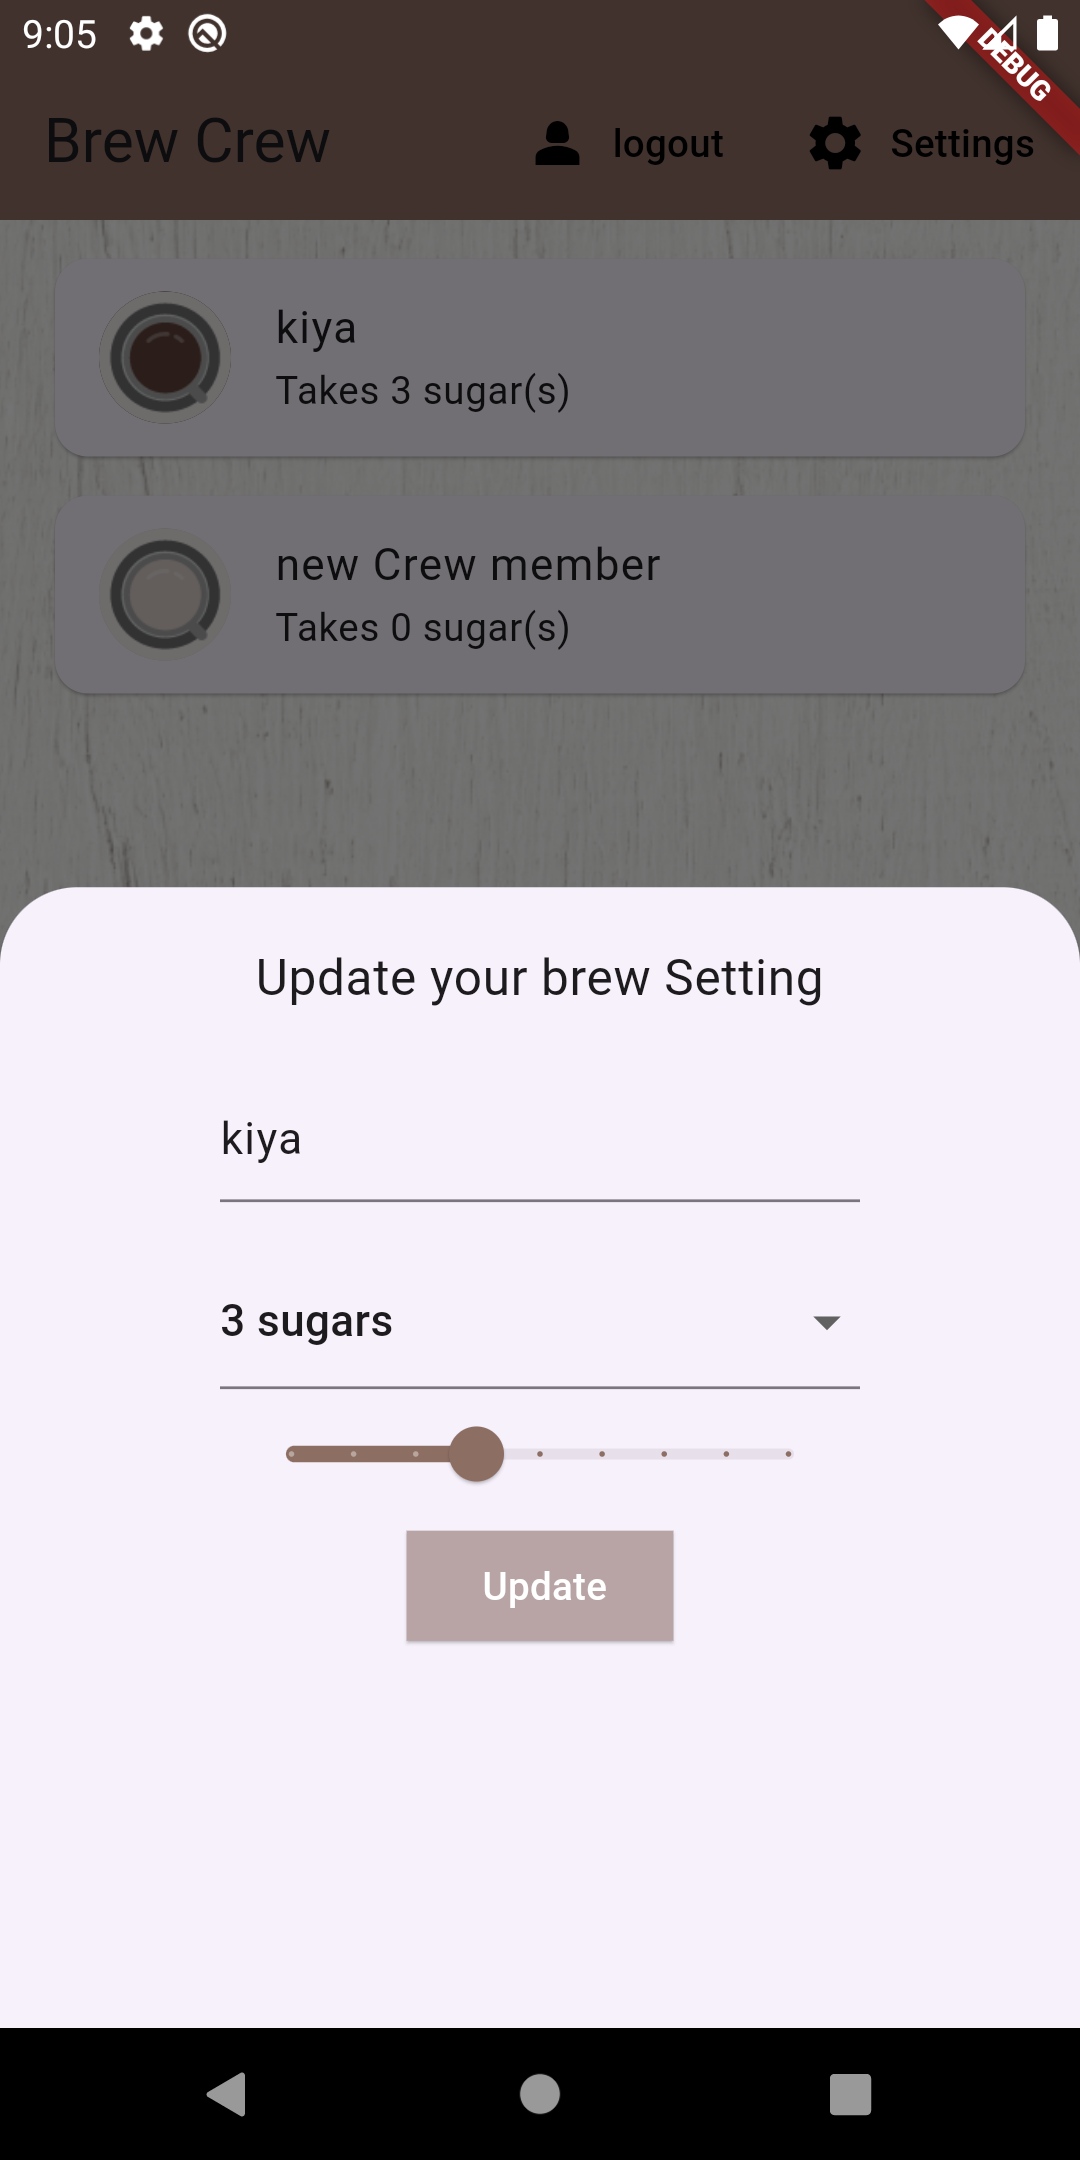 9:05
DEBUG
Brew Crew
logout
Settings
kiya
Takes 3 sugar(s)
new Crew member
Takes 0 sugar(s)
Update your brew Setting
kiya
3 sugars
Update